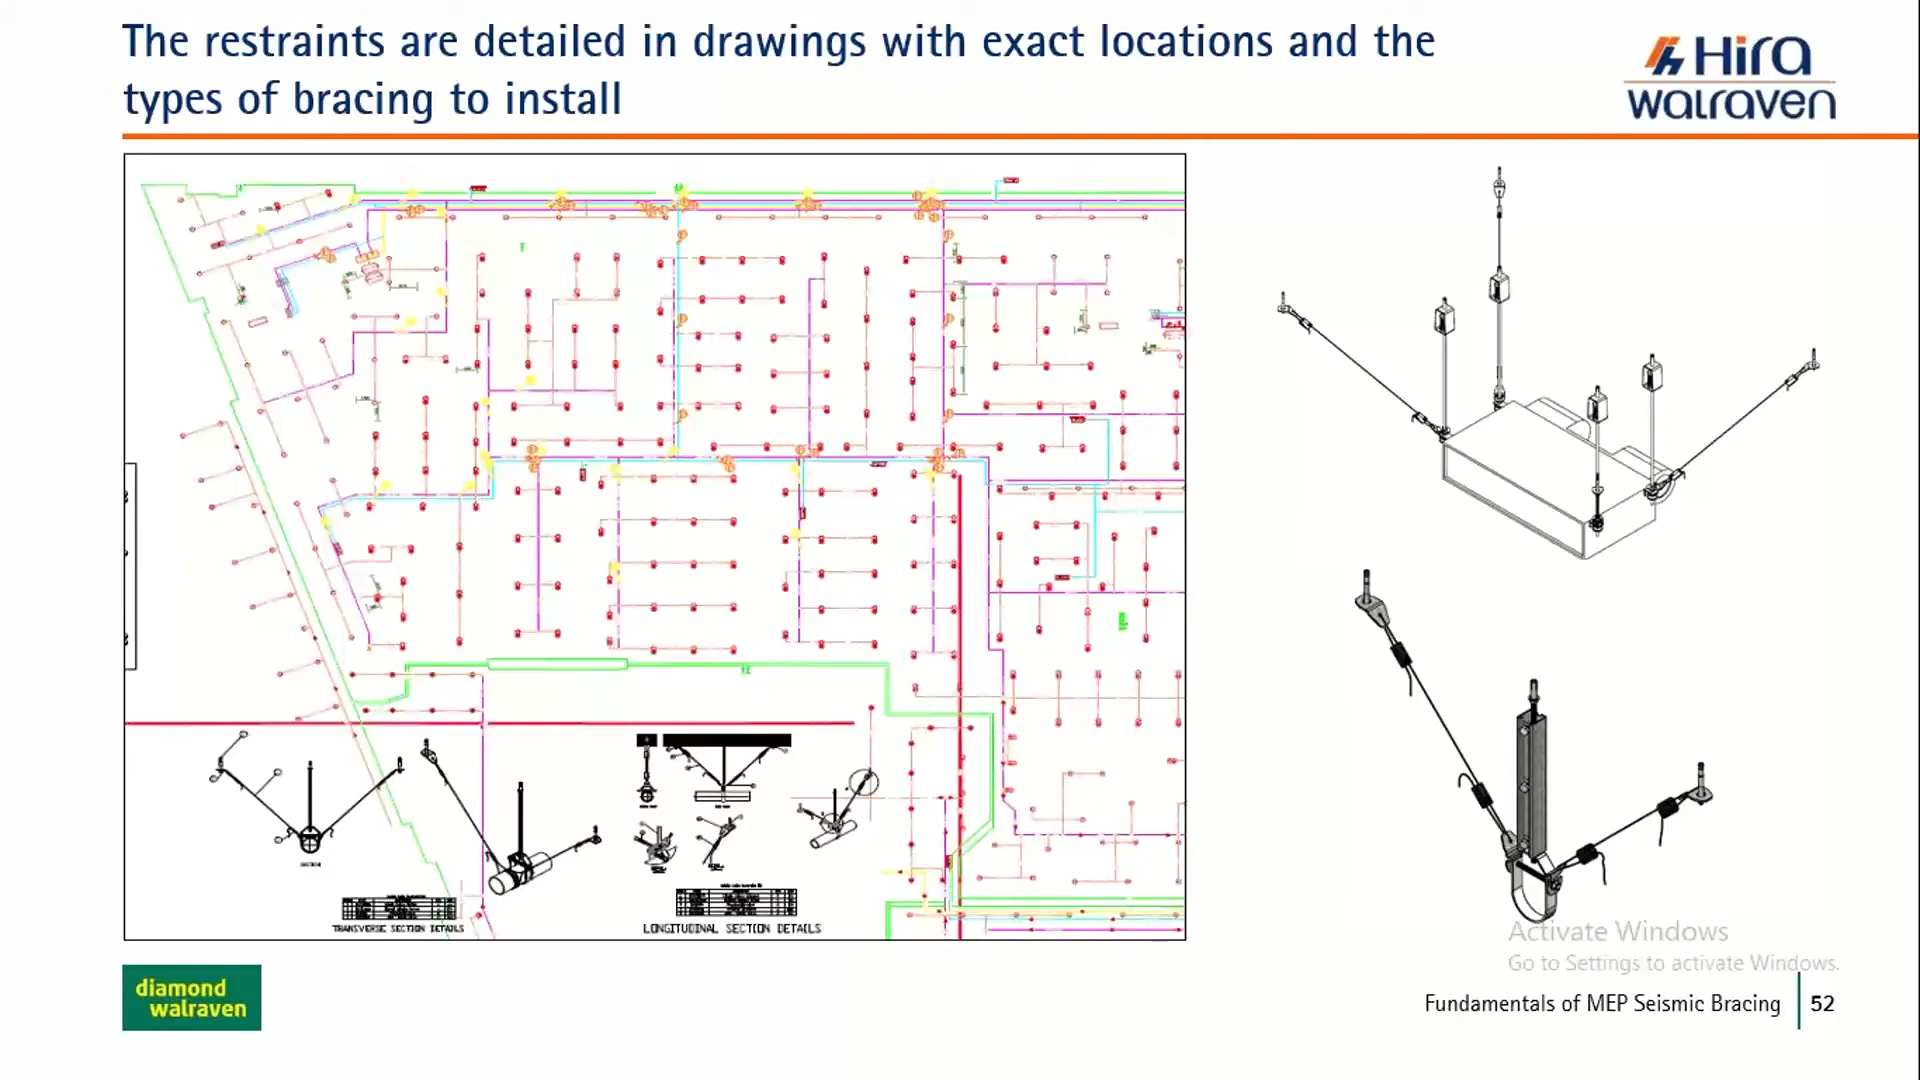 The restraints are detailed in drawings with exact locations and the
types of bracing to install
Hira
walraven
TRANSVERSE SECTION DETAILS
LONGITUDINAL SECTION DETAILS
Activate Windows
Go to Settings to activate Windows.
diamond
walraven
Fundamentals of MEP Seismic Bracing
52